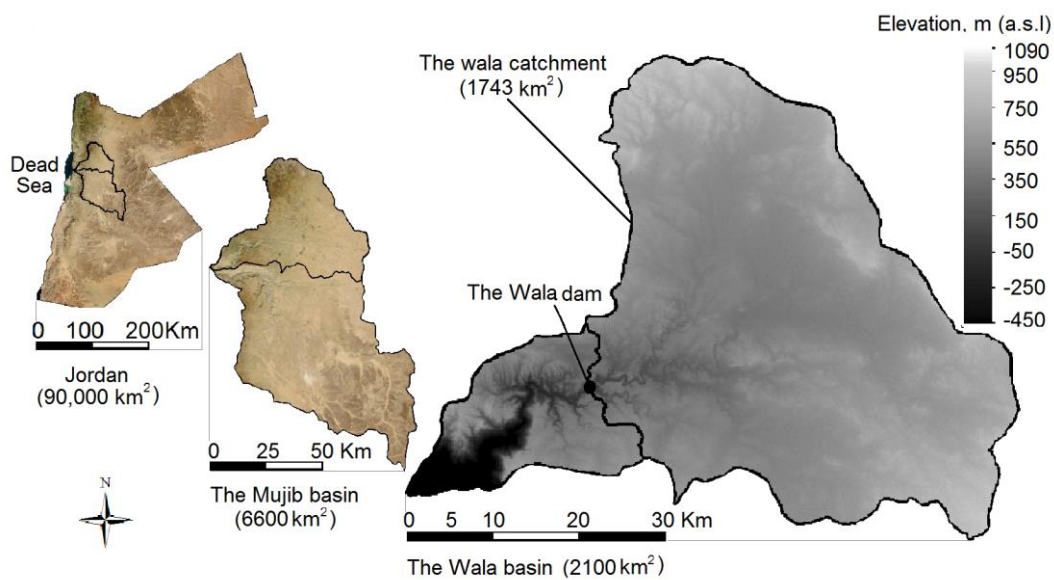 Elevation, m (a.s.l)
1090
950
750
550
350
150
-50
-250
-450
The wala catchment
(1743 km²)
Dead
Sea
The Wala dam
0 100 200Km
Jordan
(90,000 km²)
N
0 25 50 Km
The Mujib basin
(6600 km²)
0 5 10 20 30 Km
The Wala basin (2100 km²)